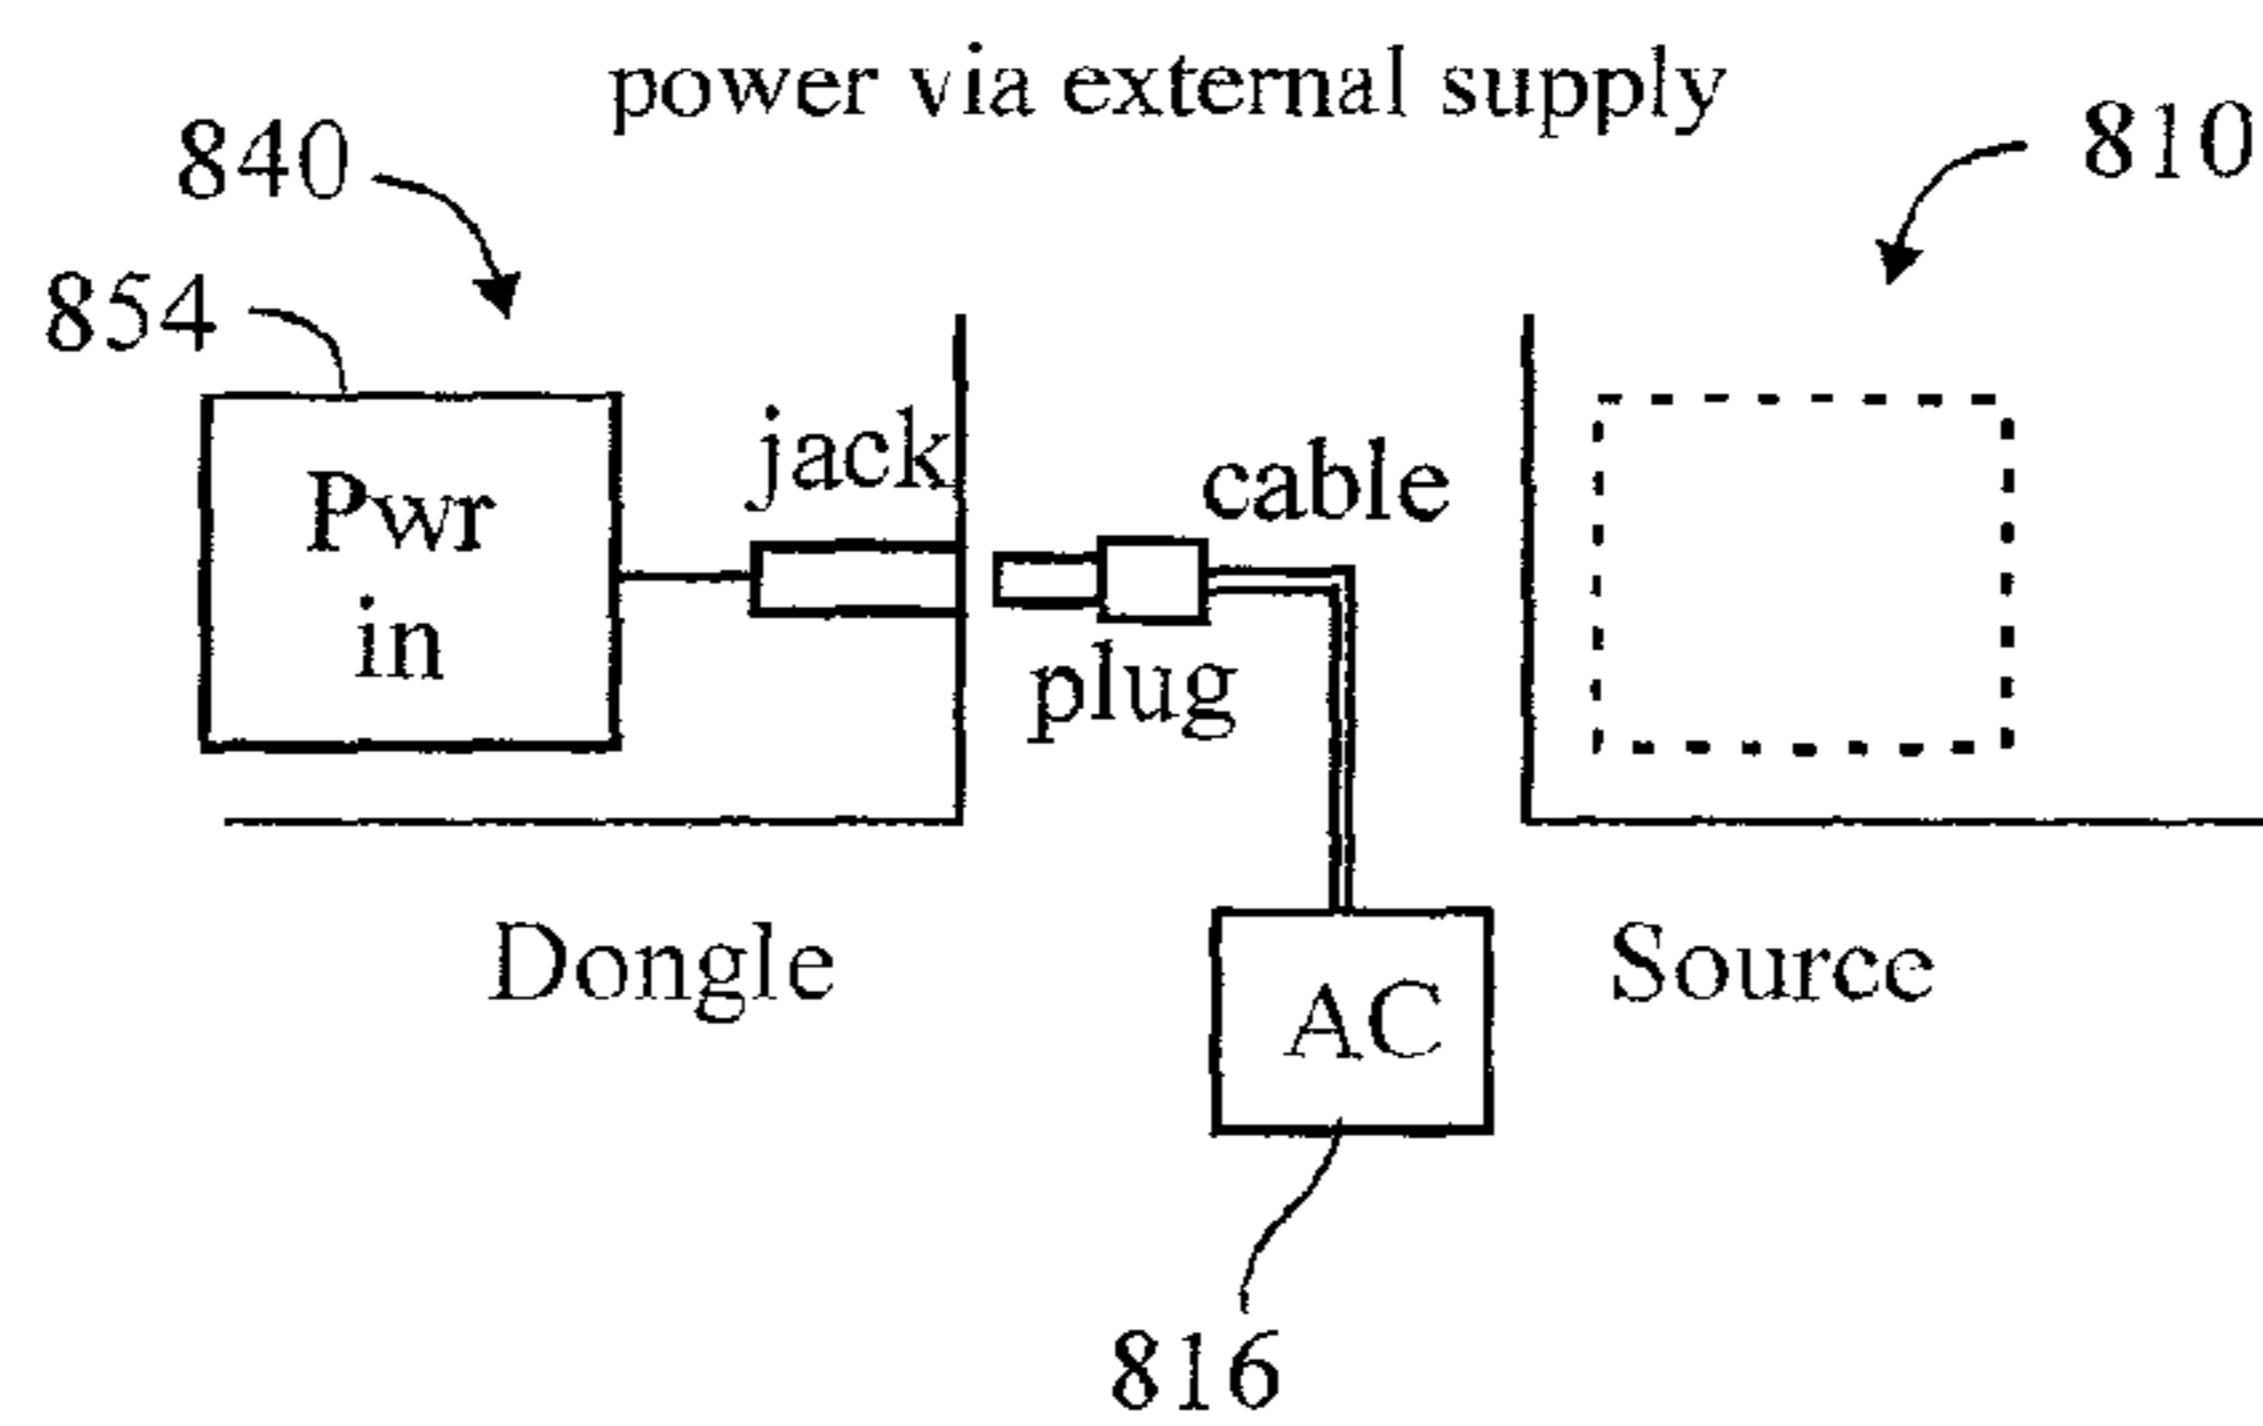 power via external supply
840
810
854
jack
cable
Pwr
in
plug
Dongle
Source
AC
816